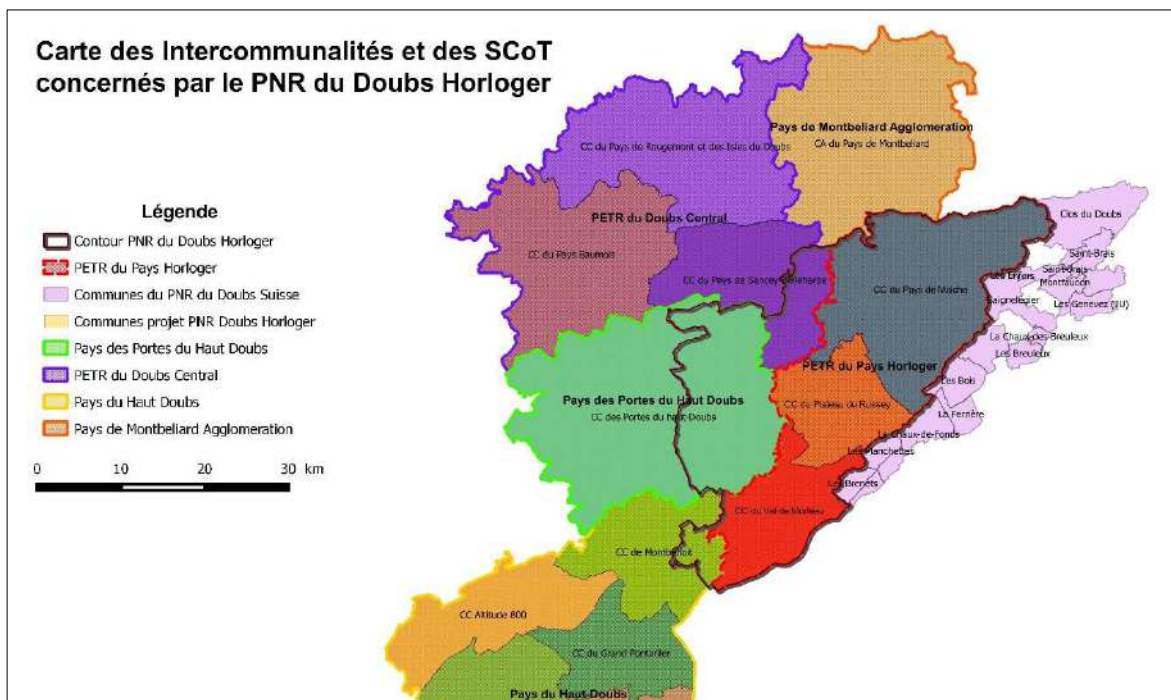 Carte des Intercommunalités et des SCoT
concernés par le PNR du Doubs Horloger
Légende
Contour PNR du Doubs Horloger
PETR du Pays Horloger
Communes du PNR du Doubs Suisse
Communes projet PNR Doubs Horloger
Pays des Portes du Haut Doubs
PETR du Doubs Central
Pays du Haut Doubs
Pays de Montbeliard Agglomeration
0 10 20 30 km
Pays de Montbeliard Agglomération
CA du Pays de Montbéliard
CC du Pays de Rougemont et des Isles du Doubs
PETR du Doubs Central
CC du Pays Baumois
CC du Pays de Sancey
CC du Pays de Maîche
Clos du Doubs
Saint-Brais
Montfaucon
Les Genevez (JU)
Saignelégier
La Chaux-des-Breuleux
Les Breuleux
PETR du Pays Horloger
CC du Plateau du Russey
Les Bois
La Ferrière
La Chaux-de-Fonds
Les Planchettes
Les Brenets
Pays des Portes du Haut Doubs
CC des Portes du haut Doubs
CC du Val de Morteau
CC de Montbenoit
CC Altitude 800
CC du Grand Pontarlier
Pays du Haut-Doubs